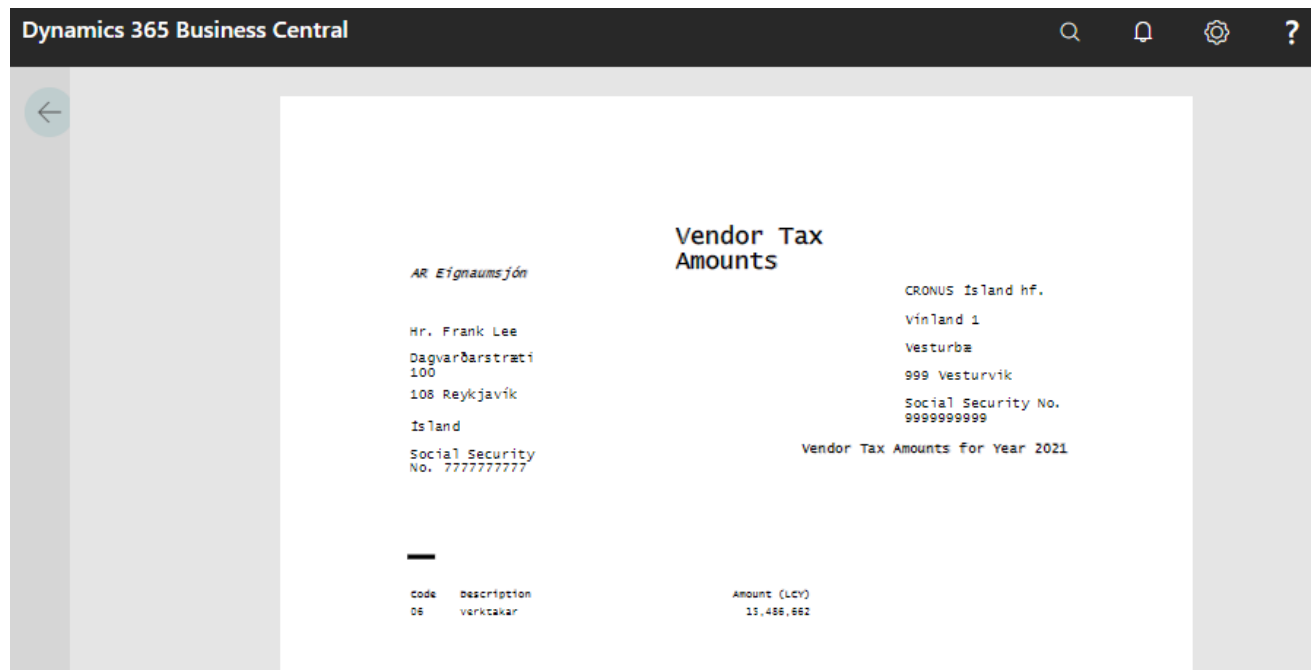 Dynamics 365 Business Central
?
Vendor Tax
Amounts
AR Eignaumsjón
CRONUS Ísland hf.
Vínland 1
Hr. Frank Lee
Vesturbæ
Dagvarðarstræti
100
999 Vesturvik
108 Reykjavík
Social Security No.
9999999999
Ísland
Vendor Tax Amounts for Year 2021
Social Security
No. 7777777777
Code Description Amount (LCY)
06 Verktakar 15,486,662